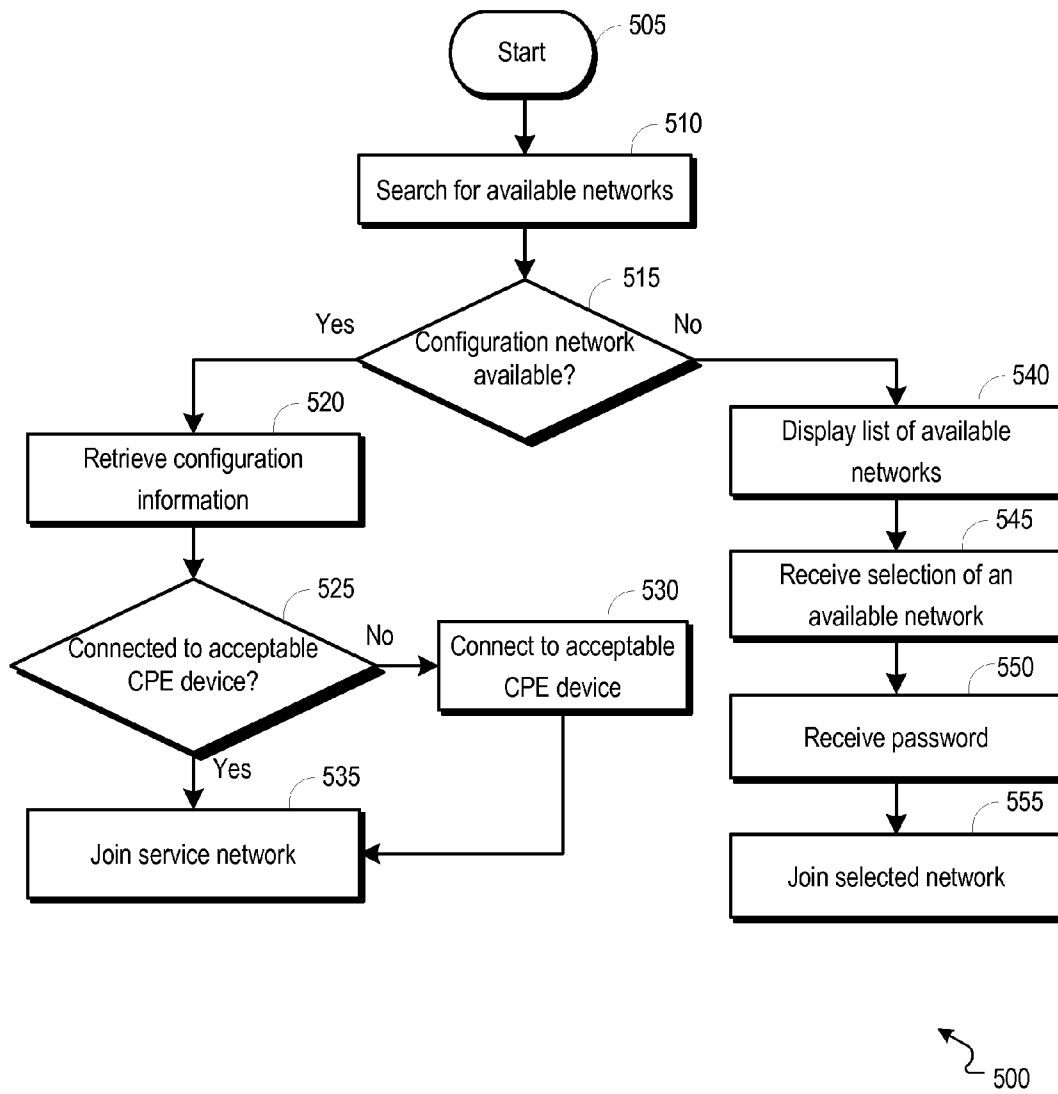 505
Start
510
Search for available networks
515
Yes
No
Configuration network
available?
520
Retrieve configuration
information
540
Display list of available
networks
525
Connected to acceptable
CPE device?
No
530
Connect to acceptable
CPE device
545
Receive selection of an
available network
550
Receive password
Yes
535
Join service network
555
Join selected network
500